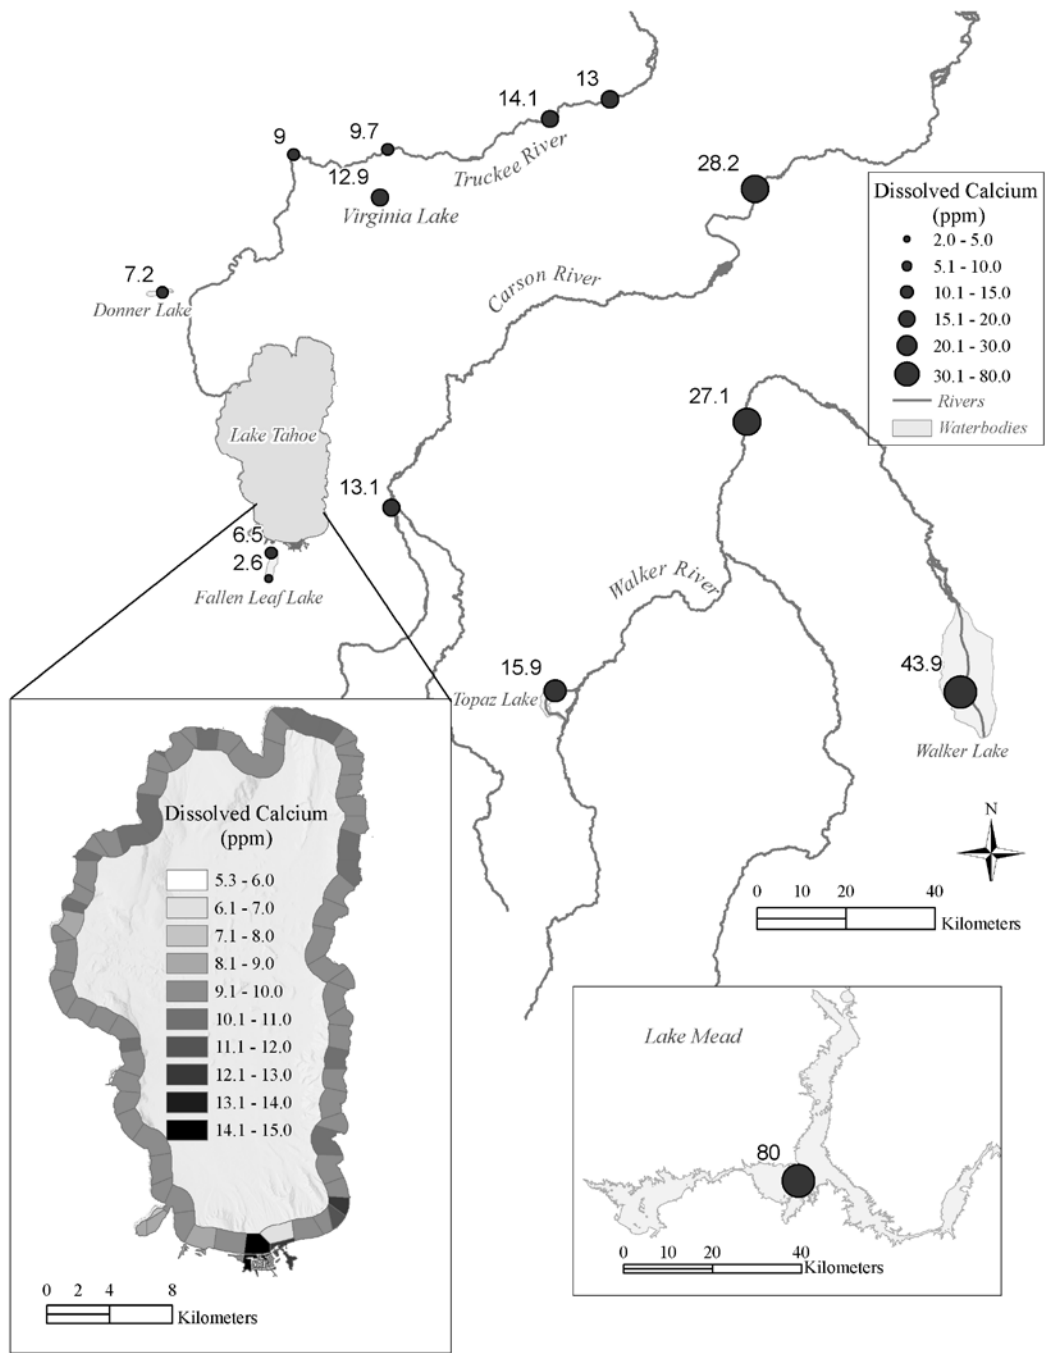 13
14.1
9.7
9
Truckee River
12.9
Virginia Lake
28.2
Dissolved Calcium
(ppm)
2.0 - 5.0
5.1 - 10.0
10.1 - 15.0
15.1 - 20.0
20.1 - 30.0
30.1 - 80.0
Rivers
Waterbodies
7.2
Donner Lake
Carson River
27.1
Lake Tahoe
13.1
6.5
2.6
Fallen Leaf Lake
Walker River
15.9
Topaz Lake
43.9
Walker Lake
N
0 10 20 40
Kilometers
Dissolved Calcium
(ppm)
5.3 - 6.0
6.1 - 7.0
7.1 - 8.0
8.1 - 9.0
9.1 - 10.0
10.1 - 11.0
11.1 - 12.0
12.1 - 13.0
13.1 - 14.0
14.1 - 15.0
0 2 4 8
Kilometers
Lake Mead
80
0 10 20 40
Kilometers